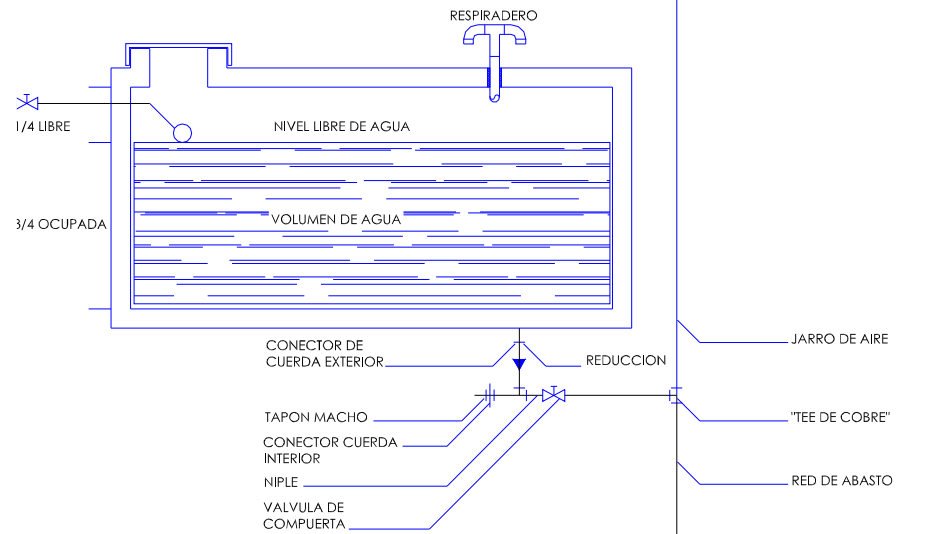 RESPIRADERO
1/4 LIBRE
NIVEL LIBRE DE AGUA
3/4 OCUPADA
VOLUMEN DE AGUA
CONECTOR DE
CUERDA EXTERIOR
REDUCCION
JARRO DE AIRE
TAPON MACHO
"TEE DE COBRE"
CONECTOR CUERDA
INTERIOR
NIPLE
RED DE ABASTO
VALVULA DE
COMPUERTA